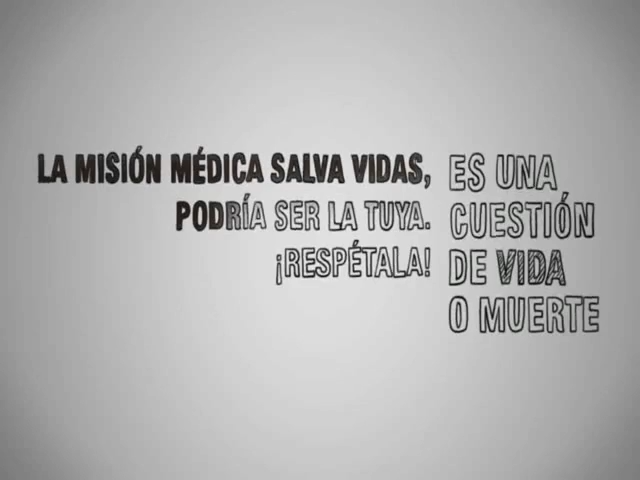 LA MISIÓN MÉDICA SALVA VIDAS,
PODRÍA SER LA TUYA.
¡RESPÉTALA!
ES UNA
CUESTIÓN
DE VIDA
O MUERTE